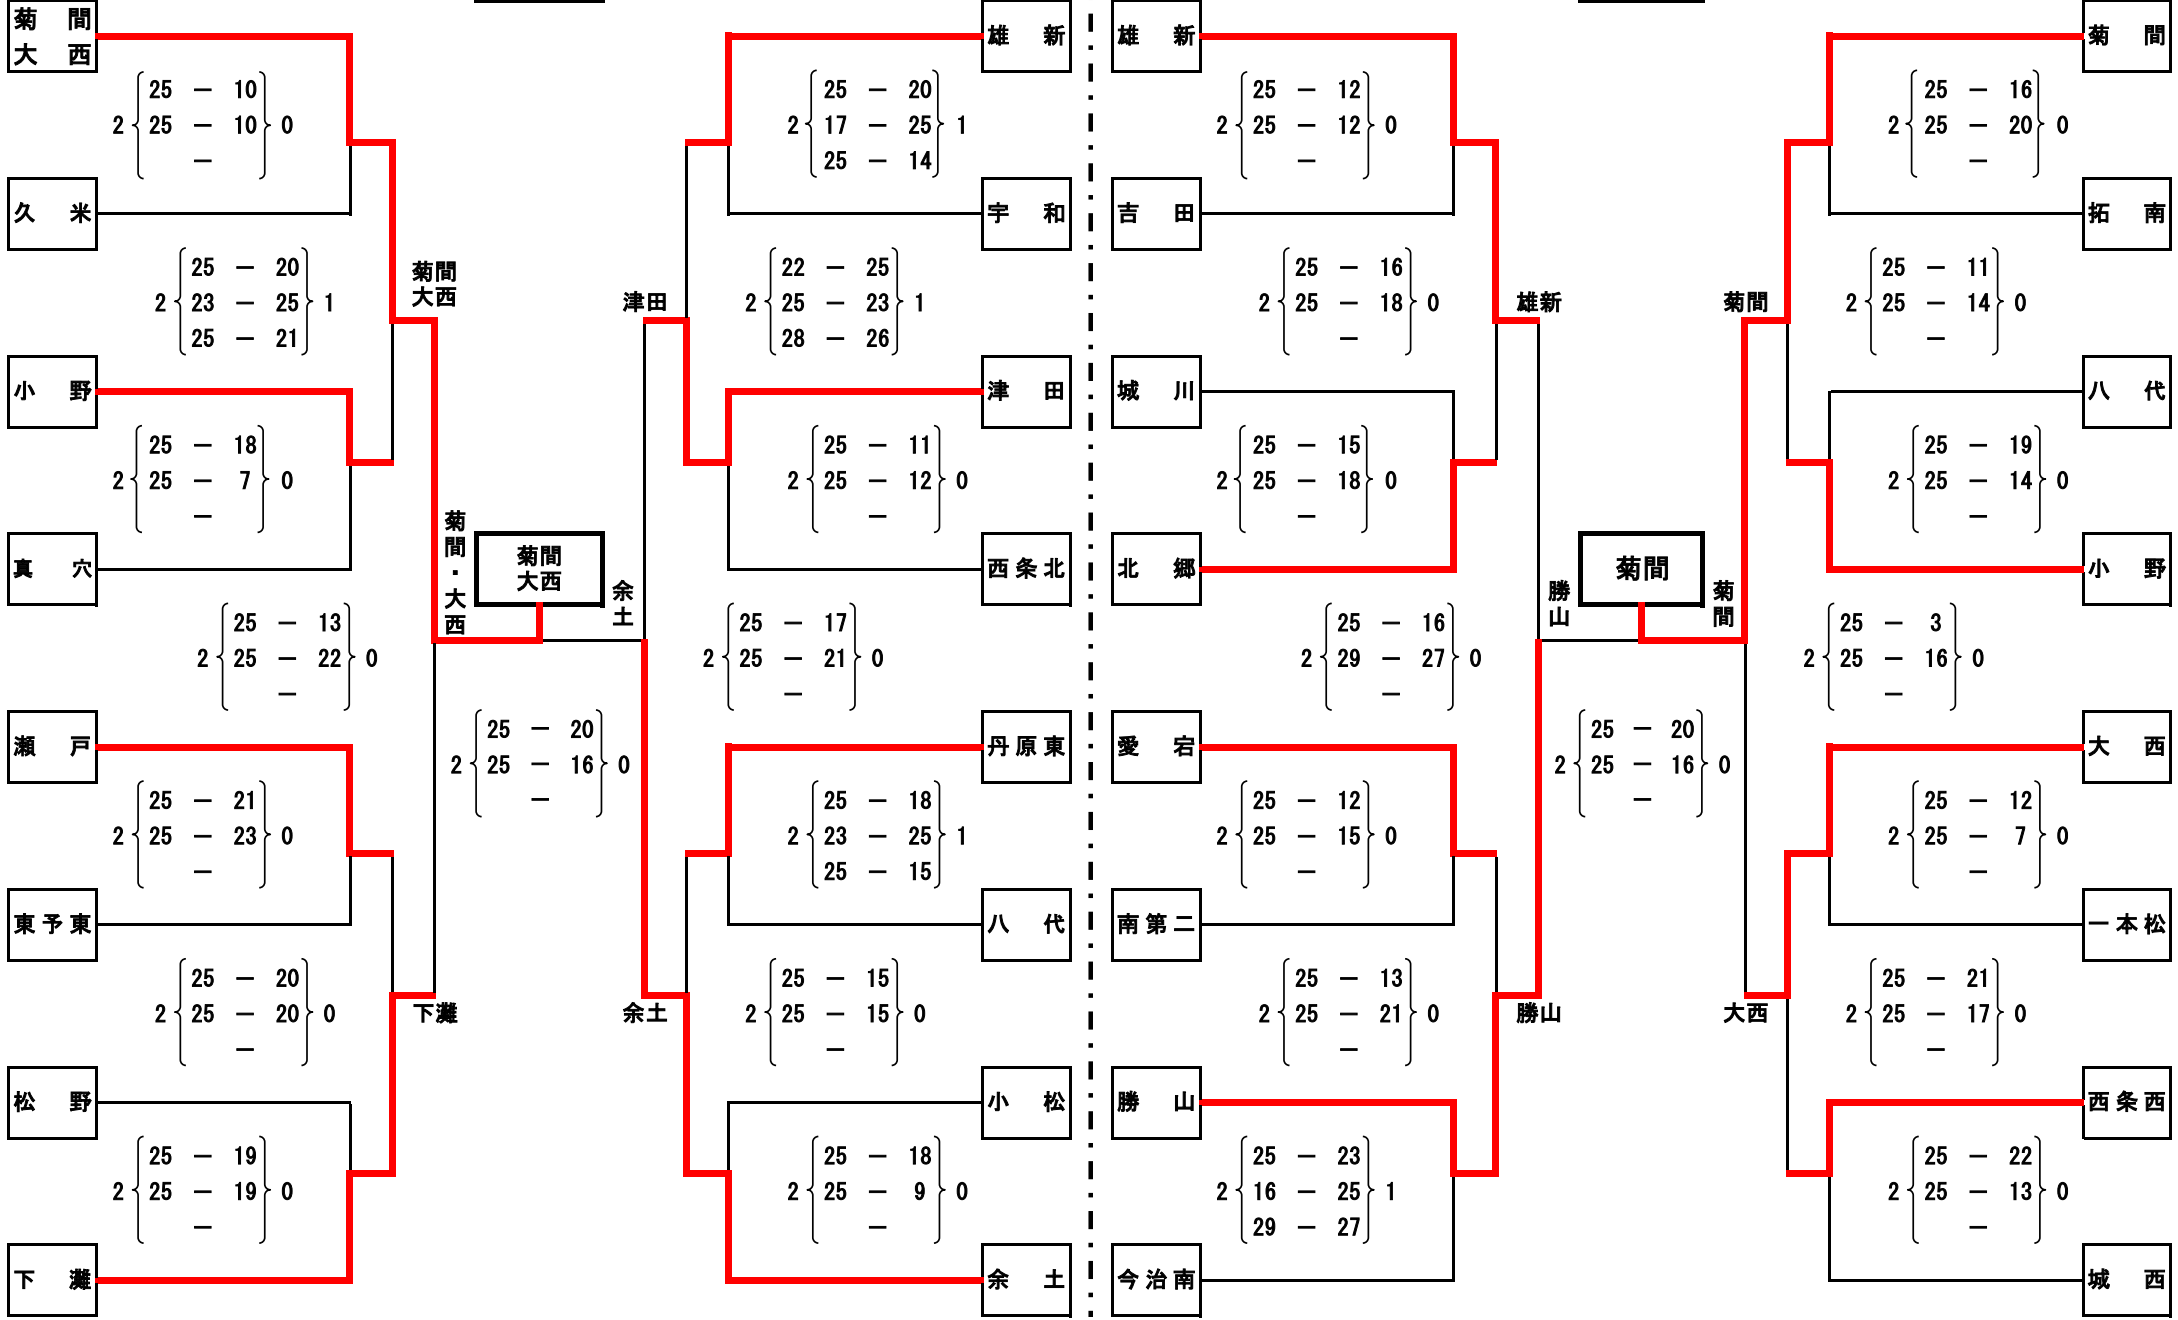 菊間
大西
25 — 10
2 25 — 10 0
—
久米
25 — 20
2 23 — 25 1
25 — 21
菊間
大西
小野
25 — 18
2 25 — 7 0
—
真穴
25 — 13
2 25 — 22 0
—
菊間・大西
瀬戸
25 — 21
2 25 — 23 0
—
東予東
25 — 20
2 25 — 20 0
—
下灘
松野
25 — 19
2 25 — 19 0
—
下灘
菊間
大西
25 — 20
2 25 — 16 0
—
雄新
25 — 20
2 17 — 25 1
25 — 14
宇和
津田
22 — 25
2 25 — 23 1
28 — 26
津田
25 — 11
2 25 — 12 0
—
西条北
余土
25 — 17
2 25 — 21 0
—
丹原東
25 — 18
2 23 — 25 1
25 — 15
八代
25 — 15
2 25 — 15 0
—
余土
小松
25 — 18
2 25 — 9 0
—
余土
雄新
25 — 12
2 25 — 12 0
—
吉田
25 — 16
2 25 — 18 0
—
雄新
城川
25 — 15
2 25 — 18 0
—
北郷
25 — 16
2 29 — 27 0
—
勝山
愛宕
25 — 12
2 25 — 15 0
—
南第二
25 — 13
2 25 — 21 0
—
勝山
勝山
25 — 23
2 16 — 25 1
29 — 27
今治南
菊間
25 — 20
2 25 — 16 0
—
菊間
25 — 16
2 25 — 20 0
—
拓南
菊間
25 — 11
2 25 — 14 0
—
八代
25 — 19
2 25 — 14 0
—
小野
菊間
25 — 3
2 25 — 16 0
—
大西
25 — 12
2 25 — 7 0
—
一本松
25 — 21
2 25 — 17 0
—
大西
西条西
25 — 22
2 25 — 13 0
—
城西